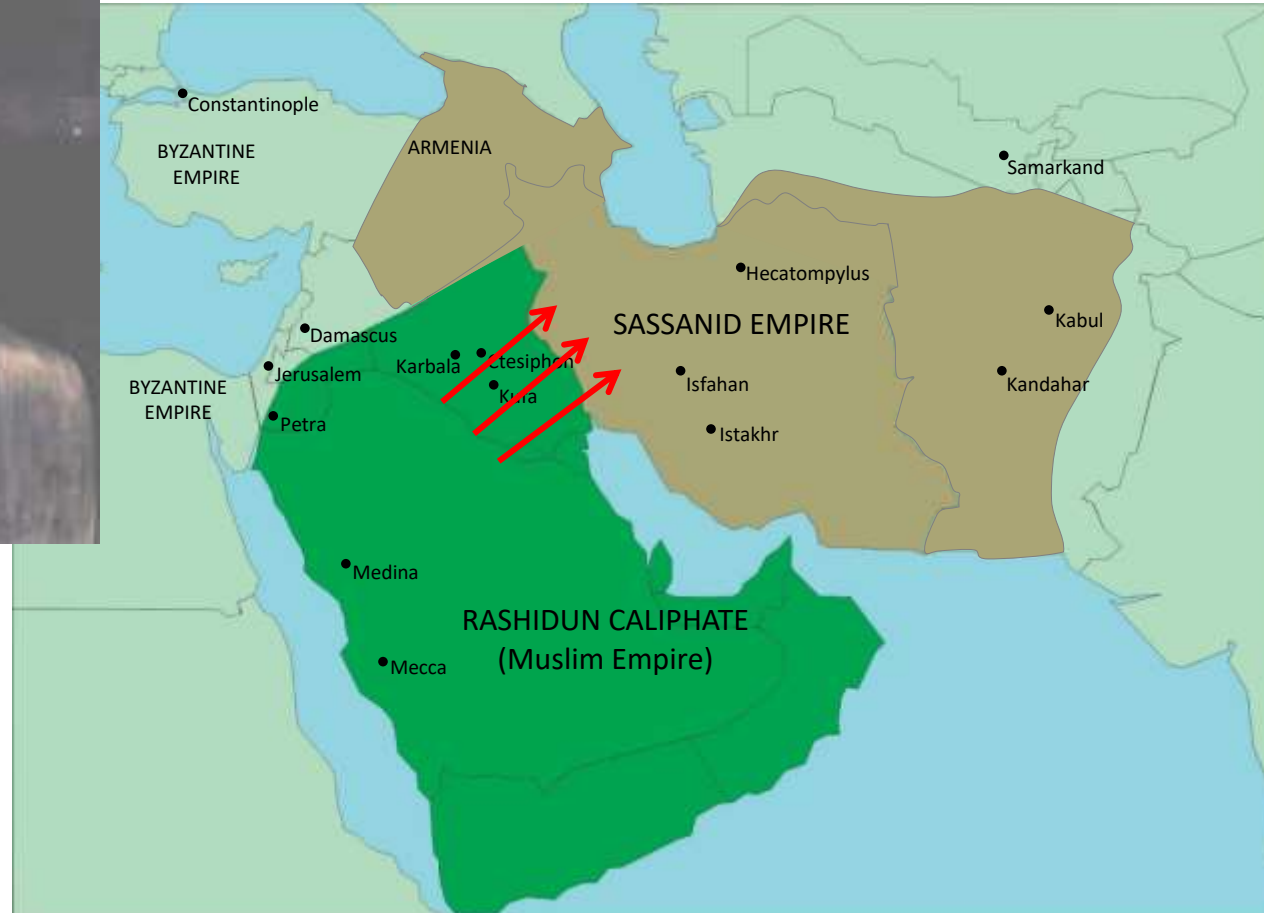 Constantinople
BYZANTINE
EMPIRE
ARMENIA
Samarkand
Hecatompylus
SASSANID EMPIRE
Kabul
Damascus
Karbala
Ctesiphon
Jerusalem
Isfahan
Kandahar
BYZANTINE
EMPIRE
Kufa
Petra
Istakhr
Medina
RASHIDUN CALIPHATE
(Muslim Empire)
Mecca